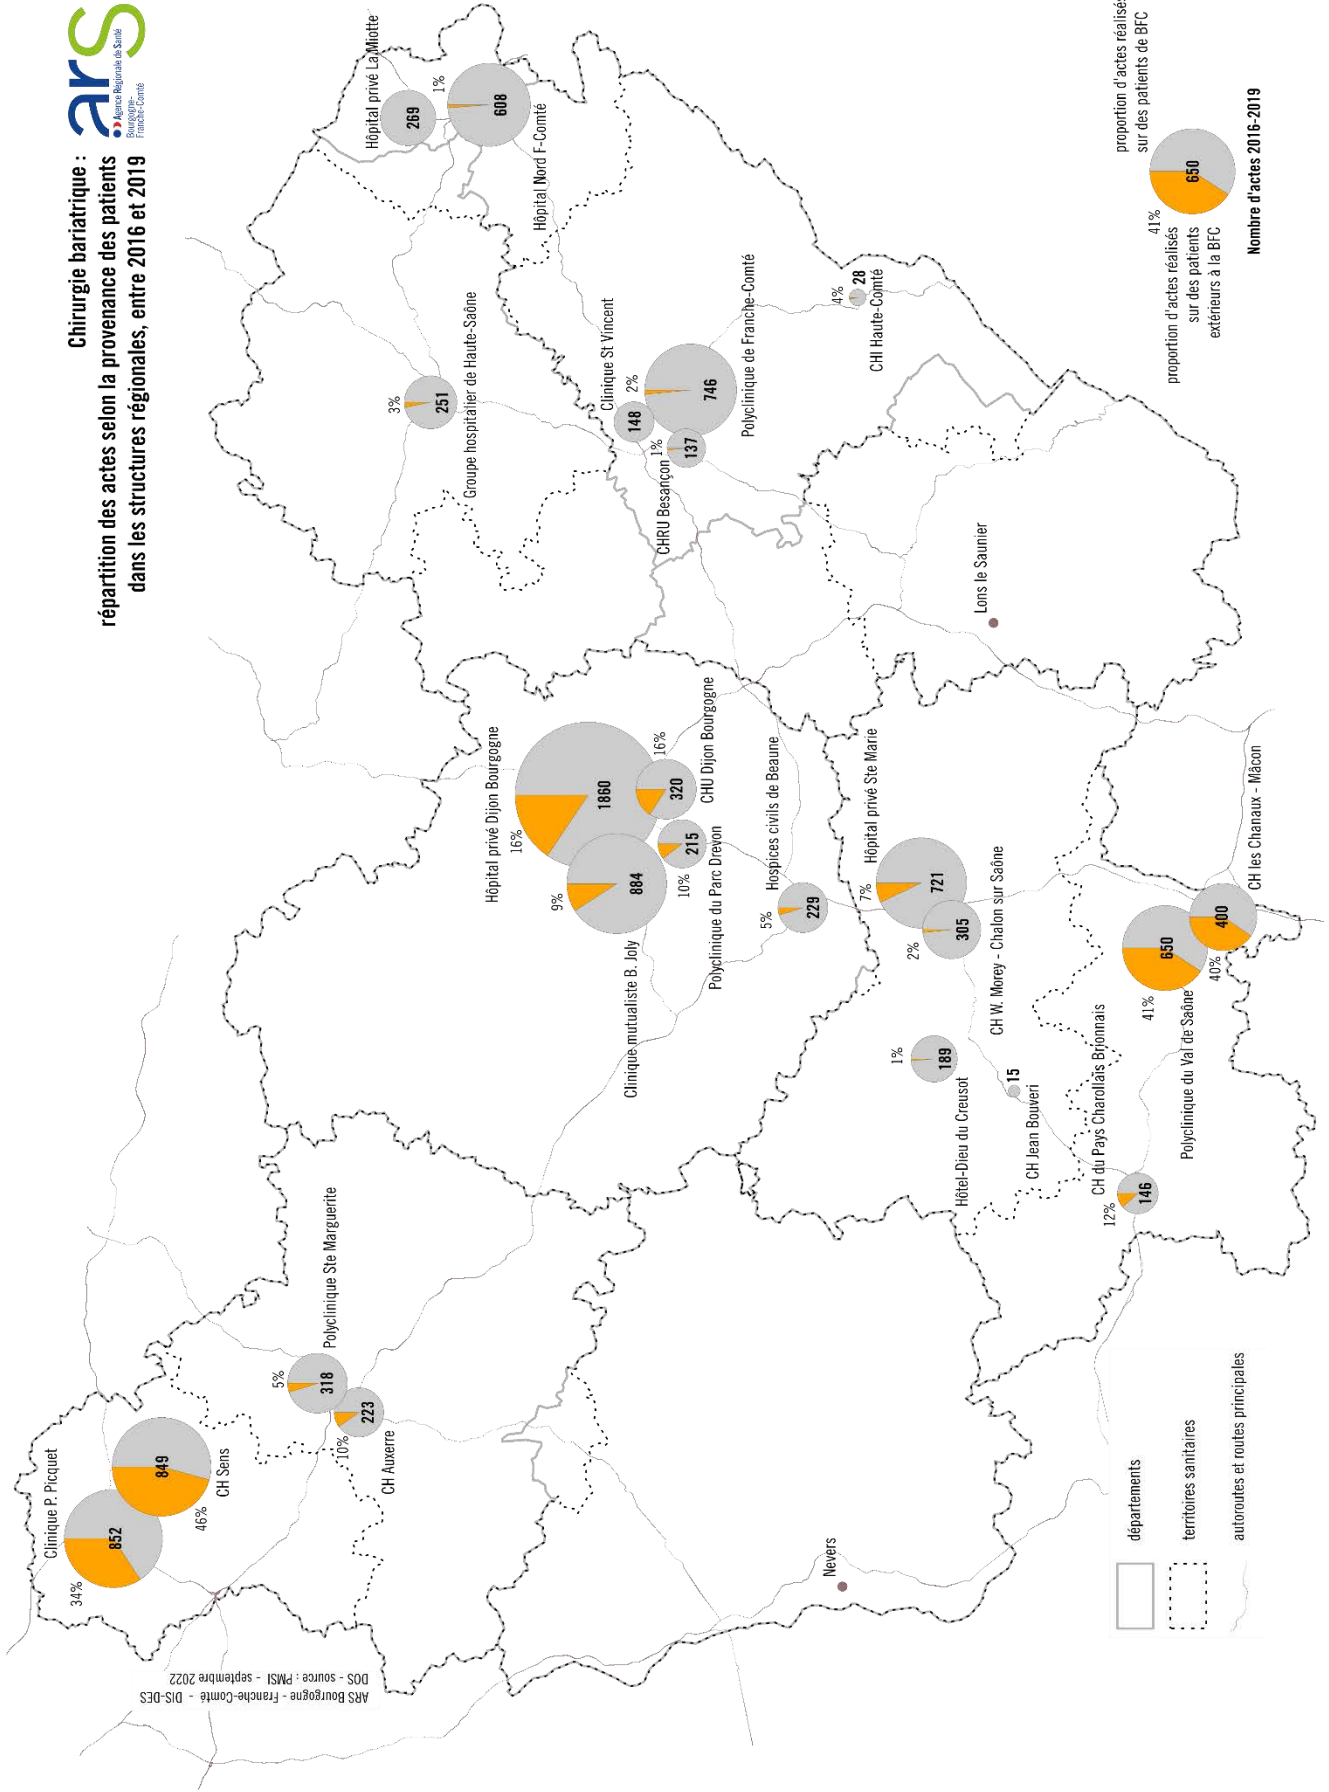 Chirurgie bariatrique :
répartition des actes selon la provenance des patients
dans les structures régionales, entre 2016 et 2019
ars
Agence Régionale de Santé
Bourgogne-
Franche-Comté
Clinique P. Picquet
34%
852
849
46%
CH Sens
5%
318
Polyclinique Ste Marguerite
10%
223
CH Auxerre
Hôpital privé La Miotte
269
1%
608
Hôpital Nord F-Comté
3%
251
Groupe hospitalier de Haute-Saône
Clinique St Vincent
148
2%
746
Polyclinique de Franche-Comté
1%
137
CHRU Besançon
4%
28
CHI Haute-Comté
Hôpital privé Dijon Bourgogne
16%
1860
9%
884
Clinique mutualiste B. Joly
16%
320
CHU Dijon Bourgogne
10%
215
Polyclinique du Parc Drevon
Hospices civils de Beaune
5%
229
Hôpital privé Ste Marie
7%
721
2%
305
CH W. Morey - Chalon sur Saône
1%
189
Hôtel-Dieu du Creusot
15
CH Jean Bouveri
CH du Pays Charollais Brionnais
12%
146
41%
650
Polyclinique du Val de Saône
40%
400
CH les Chanaux - Mâcon
Lons le Saunier
Nevers
proportion d'actes réalisés
sur des patients de BFC
41%
650
proportion d'actes réalisés
sur des patients
extérieurs à la BFC
Nombre d'actes 2016-2019
départements
territoires sanitaires
autoroutes et routes principales
ARS Bourgogne - Franche-Comté - DIS-DES
DOS - source : PMSI - septembre 2022